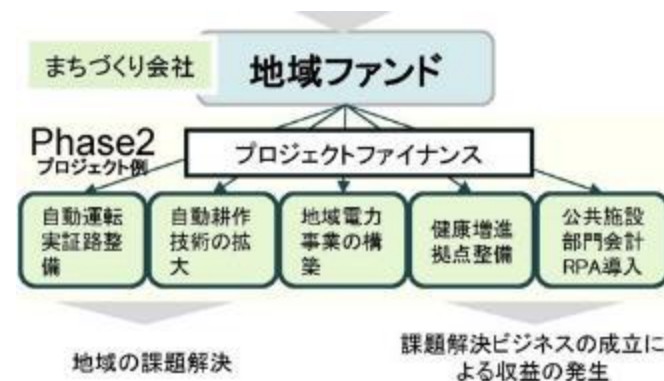 まちづくり会社
地域ファンド
Phase2
プロジェクト例
プロジェクトファイナンス
自動運転
実証路整
備
自動耕作
技術の拡
大
地域電力
事業の構
築
健康増進
拠点整備
公共施設
部門会計
RPA導入
地域の課題解決
課題解決ビジネスの成立に
よる収益の発生